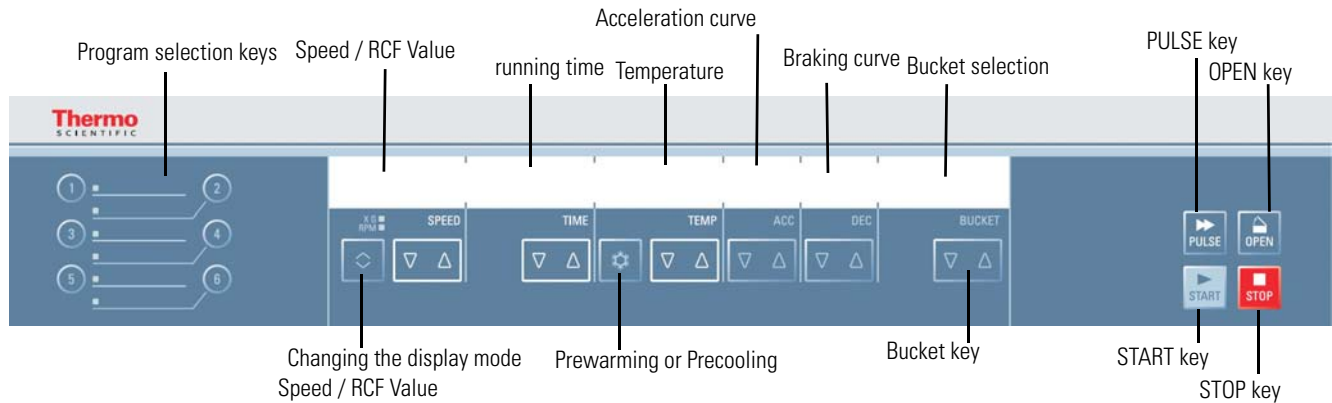 Acceleration curve
Program selection keys
Speed / RCF Value
running time
Temperature
Braking curve
Bucket selection
PULSE key
OPEN key
Thermo
SCIENTIFIC
1
2
3
4
5
6
X G
RPM
SPEED
TIME
TEMP
ACC
DEC
BUCKET
PULSE
OPEN
START
STOP
Changing the display mode
Speed / RCF Value
Prewarming or Precooling
Bucket key
START key
STOP key